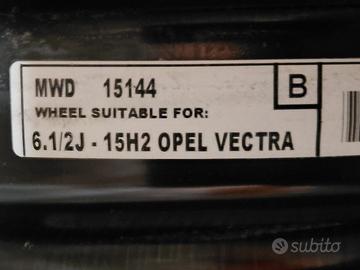 MWD 15144
B
WHEEL SUITABLE FOR:
6.1/2J - 15H2 OPEL VECTRA
subito